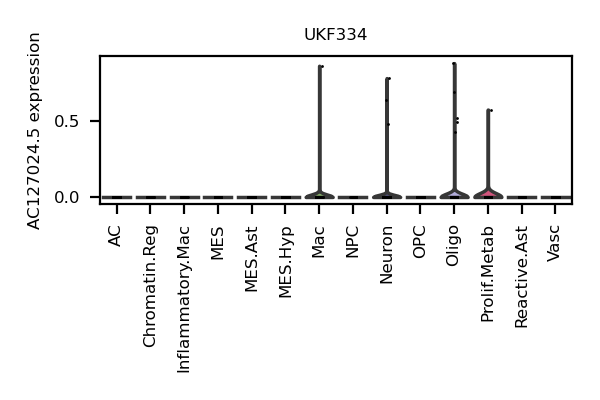 UKF334
AC127024.5 expression
0.5
0.0
AC
Chromatin.Reg
Inflammatory.Mac
MES
MES.Ast
MES.Hyp
Mac
NPC
Neuron
OPC
Oligo
Prolif.Metab
Reactive.Ast
Vasc